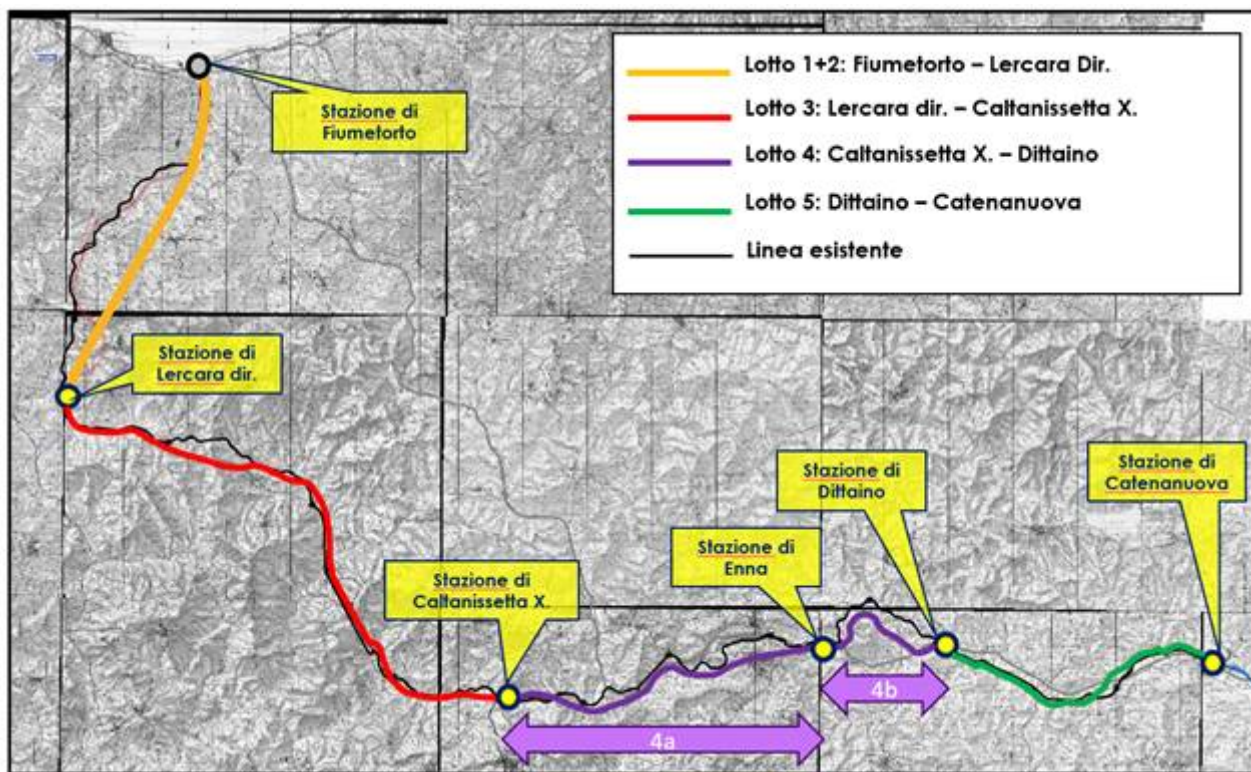 Lotto 1+2: Fiumetorto – Lercara Dir.
Lotto 3: Lercara dir. – Caltanissetta X.
Lotto 4: Caltanissetta X. – Dittaino
Lotto 5: Dittaino – Catenanuova
Linea esistente
Stazione di
Fiumetorto
Stazione di
Lercara dir.
Stazione di
Caltanissetta X.
Stazione di
Enna
Stazione di
Dittaino
Stazione di
Catenanuova
4a
4b